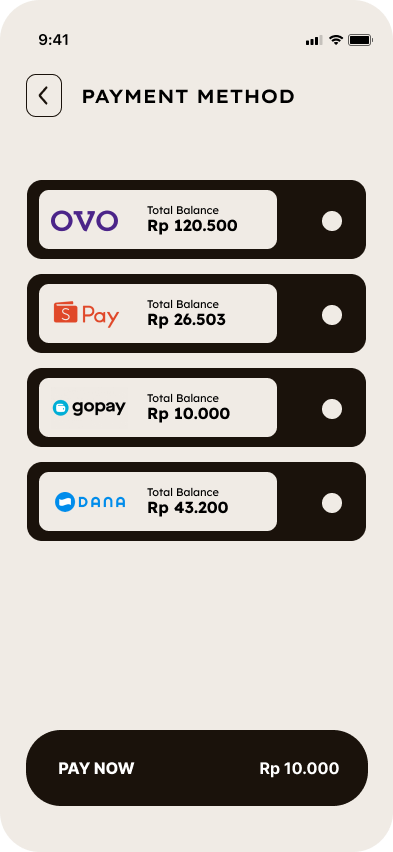 9:41
PAYMENT METHOD
OVO
Total Balance
Rp 120.500
S Pay
Total Balance
Rp 26.503
gopay
Total Balance
Rp 10.000
DANA
Total Balance
Rp 43.200
PAY NOW Rp 10.000